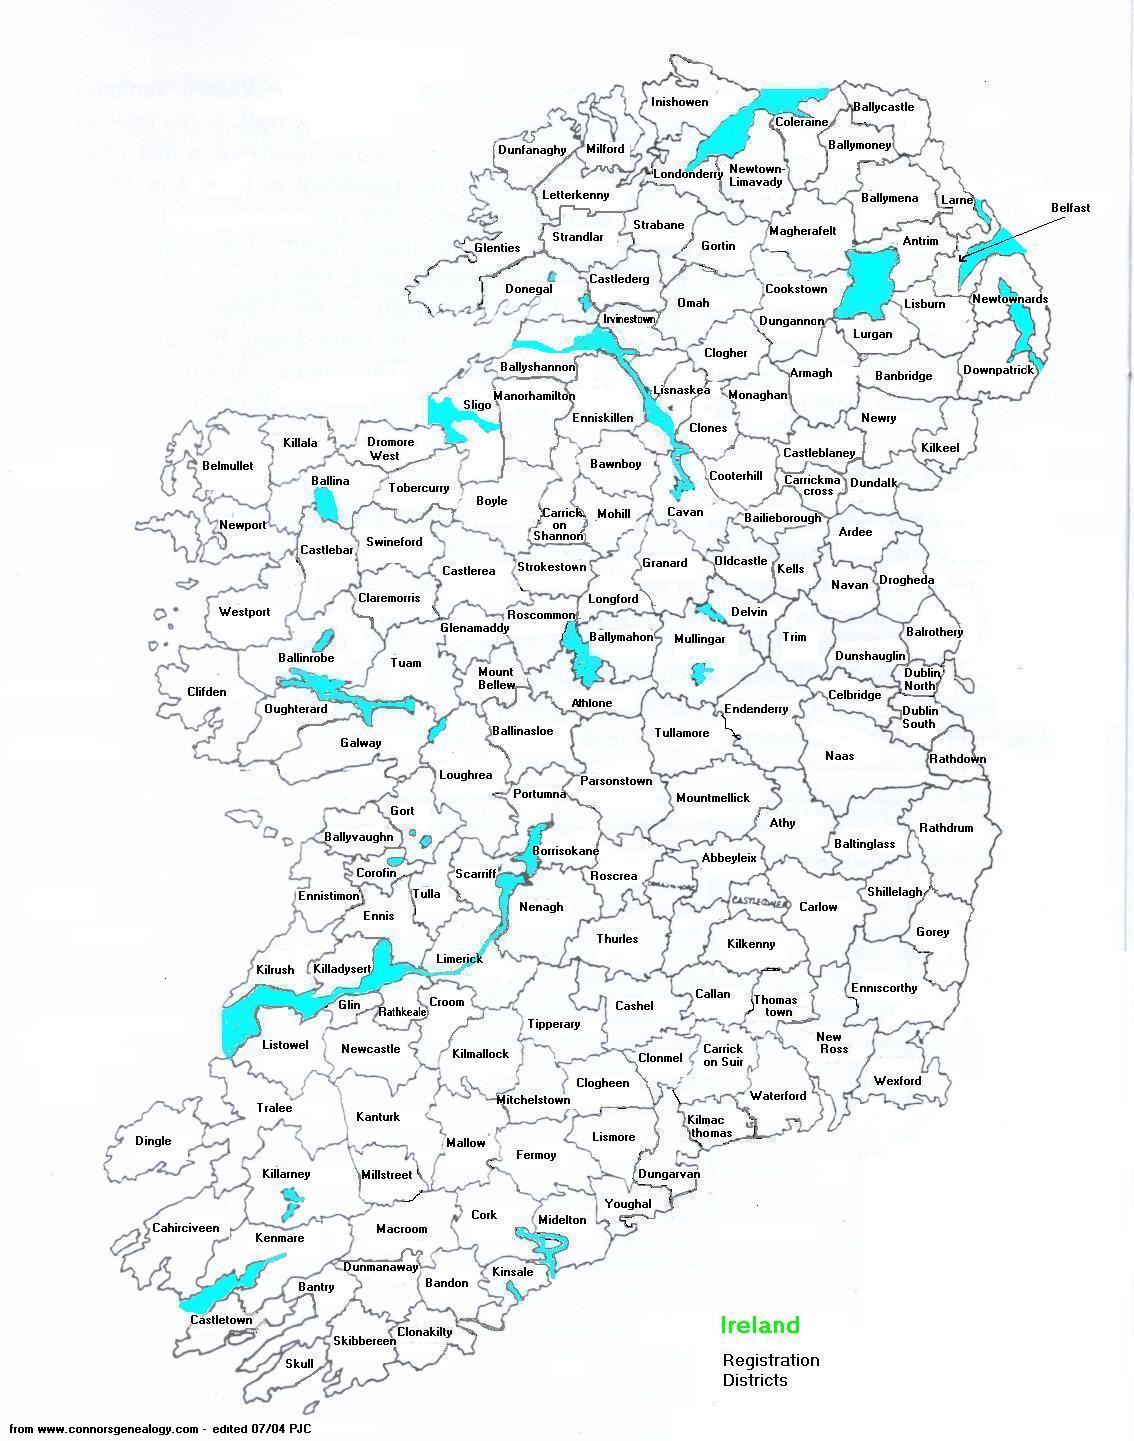 Inishowen
Ballycastle
Coleraine
Ballymoney
Dunfanaghy
Milford
Londonderry
Newtown-
Limavady
Letterkenny
Ballymena
Larne
Belfast
Strabane
Strandlar
Magherafelt
Glenties
Gortin
Antrim
Castlederg
Donegal
Cookstown
Omah
Lisburn
Newtownards
Irvinestown
Dungannon
Lurgan
Clogher
Ballyshannon
Armagh
Banbridge
Downpatrick
Lisnaskea
Monaghan
Manorhamilton
Sligo
Enniskillen
Newry
Clones
Killala
Dromore
West
Kilkeel
Castleblaney
Belmullet
Bawnboy
Cooterhill
Ballina
Tobercurry
Carrickma
cross
Dundalk
Boyle
Carrick
on
Shannon
Mohill
Cavan
Bailieborough
Newport
Ardee
Castlebar
Swineford
Castlerea
Strokestown
Granard
Oldcastle
Kells
Navan
Drogheda
Claremorris
Longford
Westport
Roscommon
Delvin
Glenamaddy
Ballymahon
Mullingar
Trim
Balrothery
Ballinrobe
Tuam
Dunshauglin
Mount
Bellew
Dublin
North
Clifden
Celbridge
Athlone
Oughterard
Endenderry
Dublin
South
Galway
Ballinasloe
Tullamore
Naas
Rathdown
Loughrea
Parsonstown
Portumna
Mountmellick
Gort
Athy
Rathdrum
Ballyvaughn
Baltinglass
Borrisokane
Abbeyleix
Corofin
Scarriff
Roscrea
Ennistimon
Tulla
Shillelagh
CASTLECOMER
Carlow
Nenagh
Ennis
Gorey
Thurles
Kilkenny
Limerick
Kilrush
Killadysert
Enniscorthy
Callan
Thomas
town
Glin
Rathkeale
Croom
Cashel
Tipperary
Listowel
Newcastle
Kilmallock
New
Ross
Clonmel
Carrick
on Suir
Clogheen
Wexford
Waterford
Mitchelstown
Tralee
Kanturk
Kilmac
thomas
Dingle
Mallow
Lismore
Fermoy
Killarney
Millstreet
Dungarvan
Youghal
Cahirciveen
Macroom
Cork
Midelton
Kenmare
Dunmanaway
Kinsale
Bantry
Bandon
Castletown
Skibbereen
Clonakilty
Skull
Ireland
Registration
Districts
from www.connorsgenealogy.com - edited 07/04 PJC